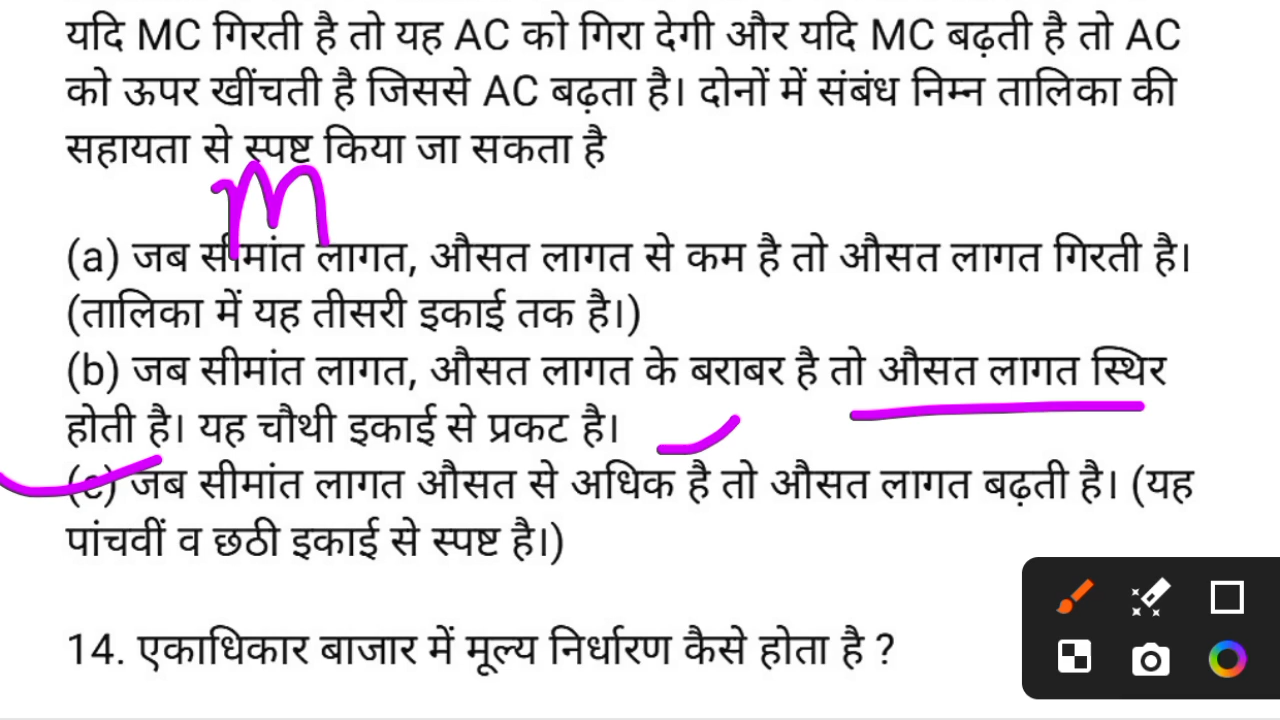 यदि MC गिरती है तो यह AC को गिरा देगी और यदि MC बढ़ती है तो AC
को ऊपर खींचती है जिससे AC बढ़ता है। दोनों में संबंध निम्न तालिका की
सहायता से स्पष्ट किया जा सकता है
m
(a) जब सीमांत लागत, औसत लागत से कम है तो औसत लागत गिरती है।
(तालिका में यह तीसरी इकाई तक है।)
(b) जब सीमांत लागत, औसत लागत के बराबर है तो औसत लागत स्थिर
होती है। यह चौथी इकाई से प्रकट है।
(c) जब सीमांत लागत औसत से अधिक है तो औसत लागत बढ़ती है। (यह
पांचवीं व छठी इकाई से स्पष्ट है।)
14. एकाधिकार बाजार में मूल्य निर्धारण कैसे होता है ?